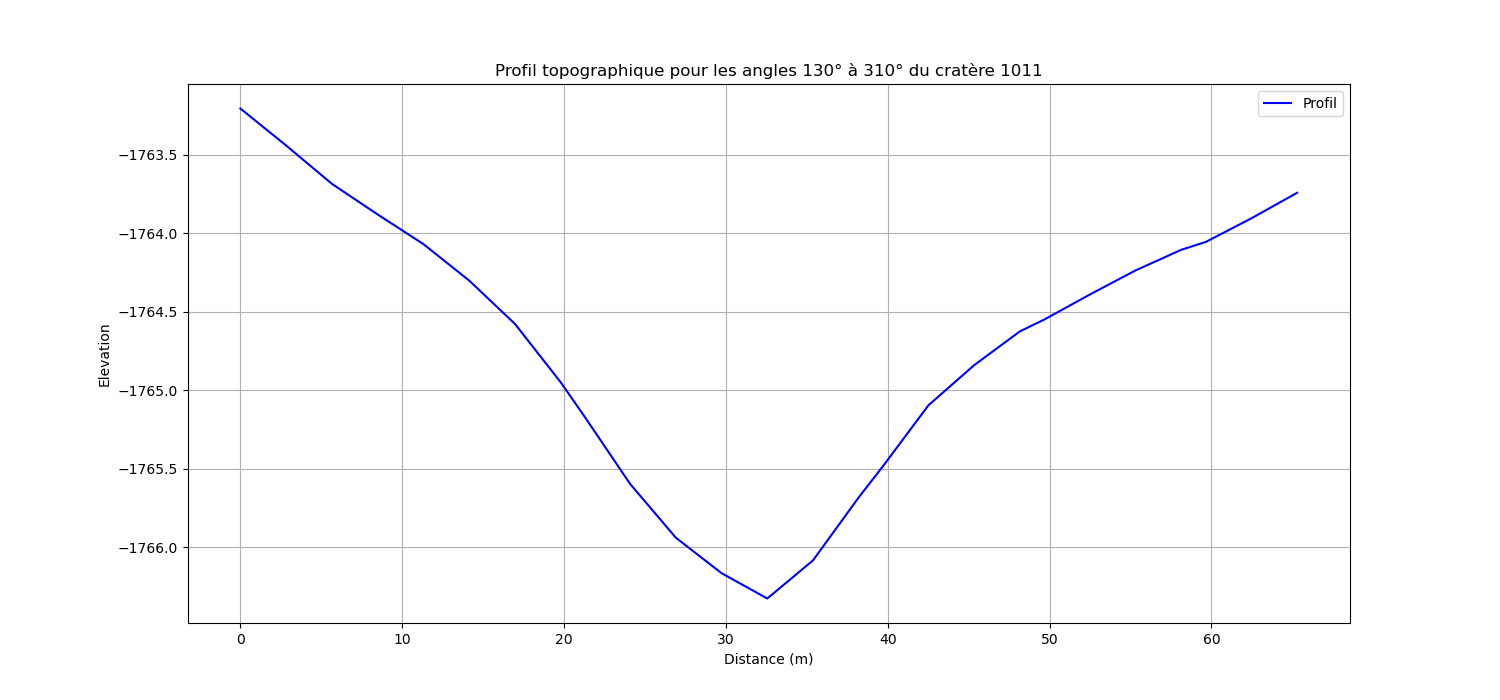 Profil topographique pour les angles 130° à 310° du cratère 1011
Profil
−1763.5
−1764.0
−1764.5
−1765.0
−1765.5
−1766.0
Elevation
0 10 20 30 40 50 60
Distance (m)